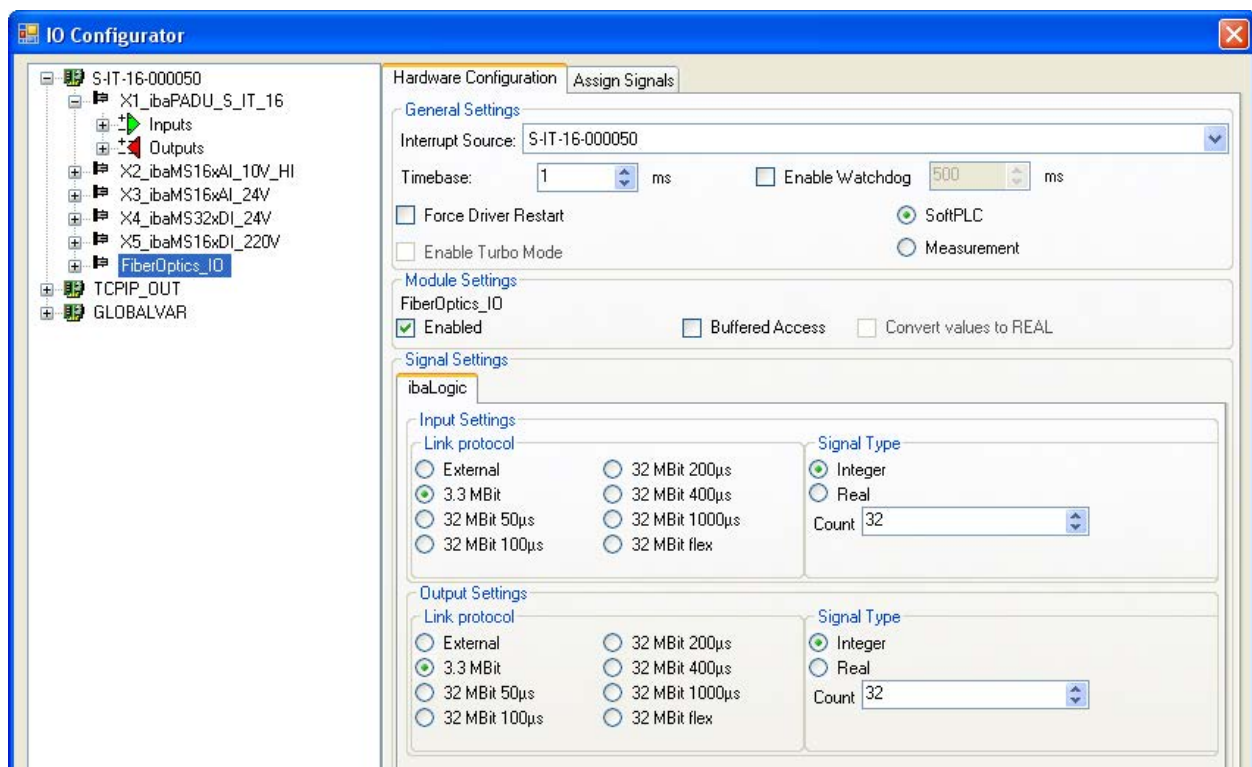 IO Configurator
S-IT-16-000050
X1_ibaPADU_S_IT_16
Inputs
Outputs
X2_ibaMS16xAI_10V_HI
X3_ibaMS16xAI_24V
X4_ibaMS32xDI_24V
X5_ibaMS16xDI_220V
FiberOptics_IO
TCPIP_OUT
GLOBALVAR
Hardware Configuration Assign Signals
General Settings
Interrupt Source: S-IT-16-000050
Timebase: 1 ms Enable Watchdog 500 ms
Force Driver Restart SoftPLC
Enable Turbo Mode Measurement
Module Settings
FiberOptics_IO
Enabled Buffered Access Convert values to REAL
Signal Settings
ibaLogic
Input Settings
Link protocol Signal Type
External 32 MBit 200µs Integer
3.3 MBit 32 MBit 400µs Real
32 MBit 50µs 32 MBit 1000µs Count 32
32 MBit 100µs 32 MBit flex
Output Settings
Link protocol Signal Type
External 32 MBit 200µs Integer
3.3 MBit 32 MBit 400µs Real
32 MBit 50µs 32 MBit 1000µs Count 32
32 MBit 100µs 32 MBit flex